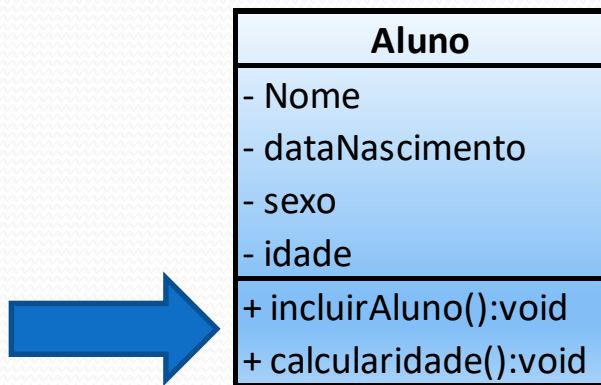 Aluno
- Nome
- dataNascimento
- sexo
- idade
+ incluirAluno():void
+ calcularidade():void